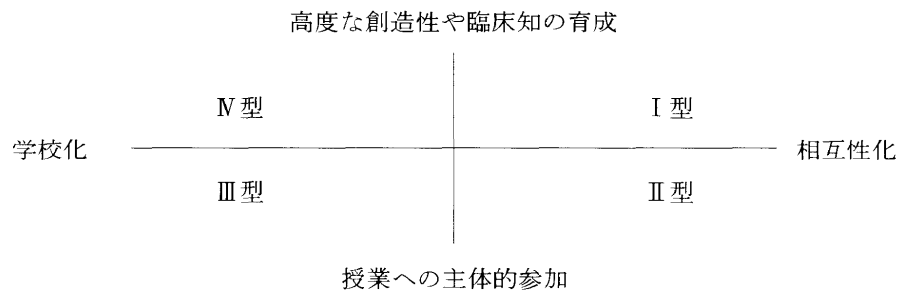 高度な創造性や臨床知の育成
Ⅳ型
Ⅰ型
学校化
相互性化
Ⅲ型
Ⅱ型
授業への主体的参加